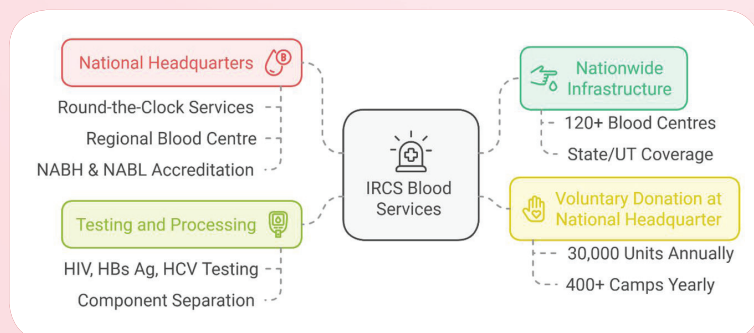 National Headquarters
B
Round-the-Clock Services
Regional Blood Centre
NABH & NABL Accreditation
Testing and Processing
HIV, HBs Ag, HCV Testing
Component Separation
IRCS Blood
Services
Nationwide
Infrastructure
120+ Blood Centres
State/UT Coverage
Voluntary Donation at
National Headquarter
30,000 Units Annually
400+ Camps Yearly